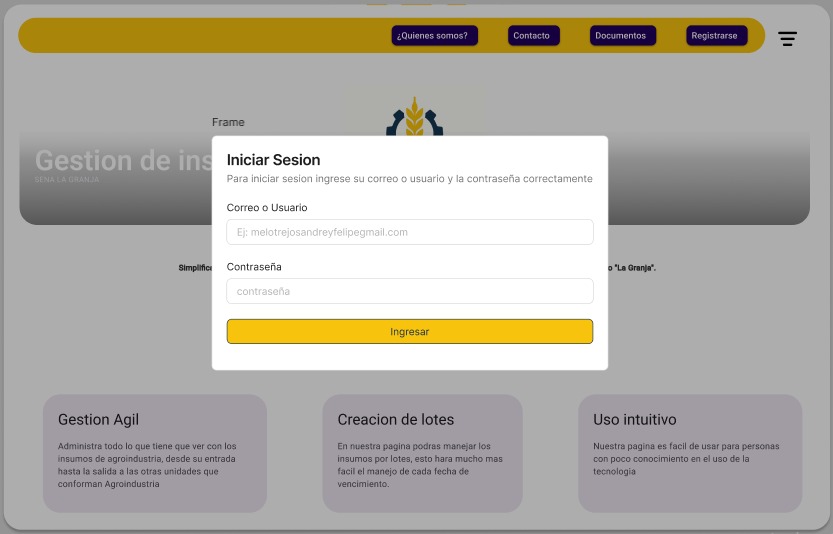 ¿Quienes somos?
Contacto
Documentos
Registrarse
Frame
Gestion de ins
SENA LA GRANJA
Iniciar Sesion
Para iniciar sesion ingrese su correo o usuario y la contraseña correctamente
Correo o Usuario
Ej: melotrejosandreyfelipegmail.com
Contraseña
contraseña
Ingresar
Simplifica
o "La Granja".
Gestion Agil
Administra todo lo que tiene que ver con los
insumos de agroindustria, desde su entrada
hasta la salida a las otras unidades que
conforman Agroindustria
Creacion de lotes
En nuestra pagina podras manejar los
insumos por lotes, esto hara mucho mas
facil el manejo de cada fecha de
vencimiento.
Uso intuitivo
Nuestra pagina es facil de usar para personas
con poco conocimiento en el uso de la
tecnologia